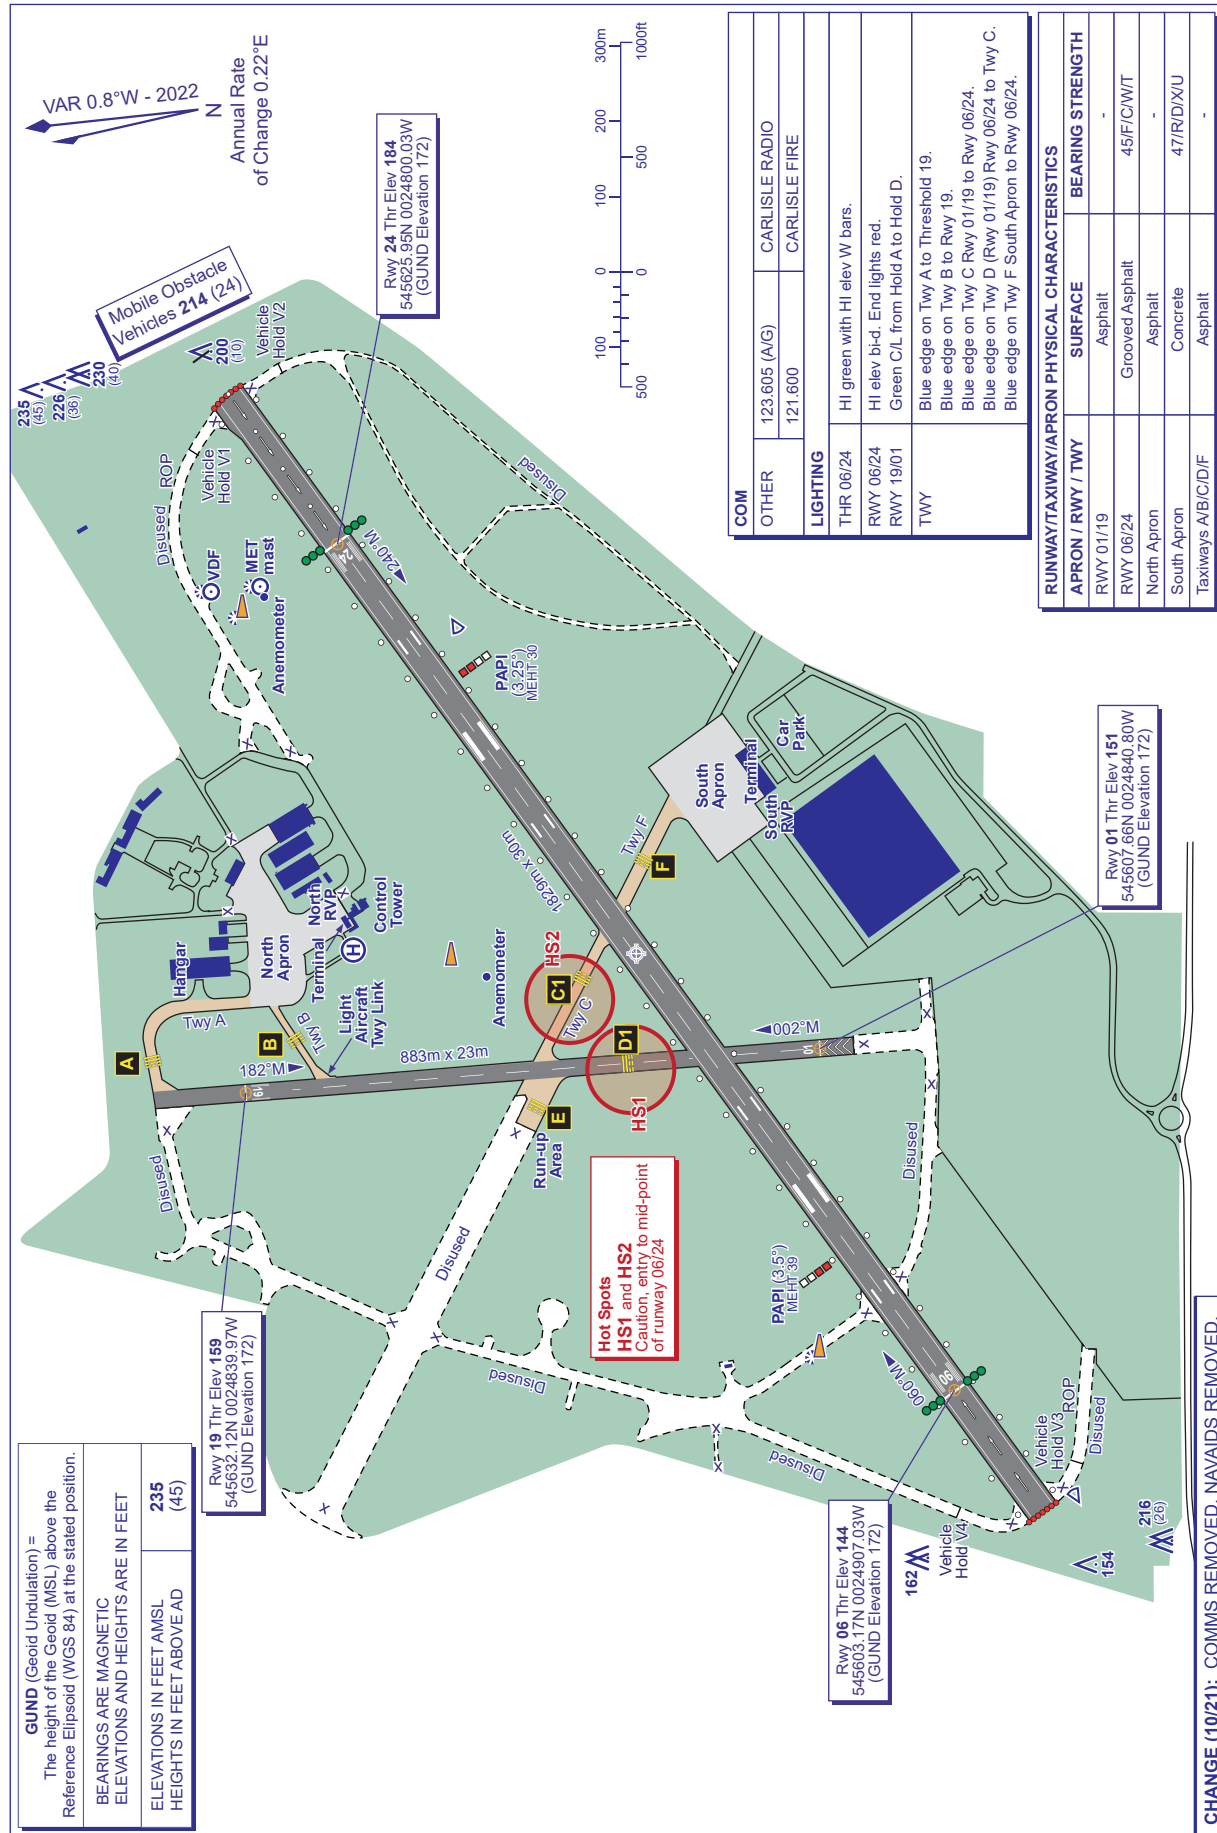 GUND (Geoid Undulation) =
The height of the Geoid (MSL) above the
Reference Elipsoid (WGS 84) at the stated position.
BEARINGS ARE MAGNETIC
ELEVATIONS AND HEIGHTS ARE IN FEET
ELEVATIONS IN FEET AMSL
HEIGHTS IN FEET ABOVE AD
235
(45)
Rwy 19 Thr Elev 159
545632.12N 0024839.97W
(GUND Elevation 172)
VAR 0.8°W - 2022
N
Annual Rate
of Change 0.22°E
Mobile Obstacle
Vehicles 214 (24)
235
(45)
226
(36)
230
(40)
200
(10)
Vehicle
Hold V2
Vehicle
Hold V1
ROP
Disused
VDF
MET
mast
Anemometer
Rwy 24 Thr Elev 184
545625.95N 0024800.03W
(GUND Elevation 172)
24
240°M
PAPI
(3.25°)
MEHT 30
Disused
Hangar
North
Apron
Terminal
North
RVP
Control
Tower
H
Light
Aircraft
Twy Link
Twy A
Twy B
A
B
182°M
19
883m x 23m
Anemometer
HS2
C1
Twy C
D1
HS1
E
Run-up
Area
Disused
Disused
1829m x 30m
Twy F
F
South
Apron
Terminal
South
RVP
Car
Park
Hot Spots
HS1 and HS2
Caution, entry to mid-point
of runway 06/24
002°M
01
Rwy 01 Thr Elev 151
545607.66N 0024840.80W
(GUND Elevation 172)
Disused
Disused
Disused
PAPI (3.5°)
MEHT 39
060°M
06
Rwy 06 Thr Elev 144
545603.17N 0024907.03W
(GUND Elevation 172)
Vehicle
Hold V3
ROP
Disused
Vehicle
Hold V4
162
154
216
(26)
500
100
0
100
200
300m
500
0
500
1000ft
COM
OTHER
123.605 (A/G)
CARLISLE RADIO
121.600
CARLISLE FIRE
LIGHTING
THR 06/24
HI green with HI elev W bars.
RWY 06/24
HI elev bi-d. End lights red.
RWY 19/01
Green C/L from Hold A to Hold D.
TWY
Blue edge on Twy A to Threshold 19.
Blue edge on Twy B to Rwy 19.
Blue edge on Twy C Rwy 01/19 to Rwy 06/24.
Blue edge on Twy D (Rwy 01/19) Rwy 06/24 to Twy C.
Blue edge on Twy F South Apron to Rwy 06/24.
RUNWAY/TAXIWAY/APRON PHYSICAL CHARACTERISTICS
APRON / RWY / TWY
SURFACE
BEARING STRENGTH
RWY 01/19
Asphalt
-
RWY 06/24
Grooved Asphalt
45/F/C/W/T
North Apron
Asphalt
-
South Apron
Concrete
47/R/D/X/U
Taxiways A/B/C/D/F
Asphalt
-
CHANGE (10/21): COMMS REMOVED. NAVAIDS REMOVED.